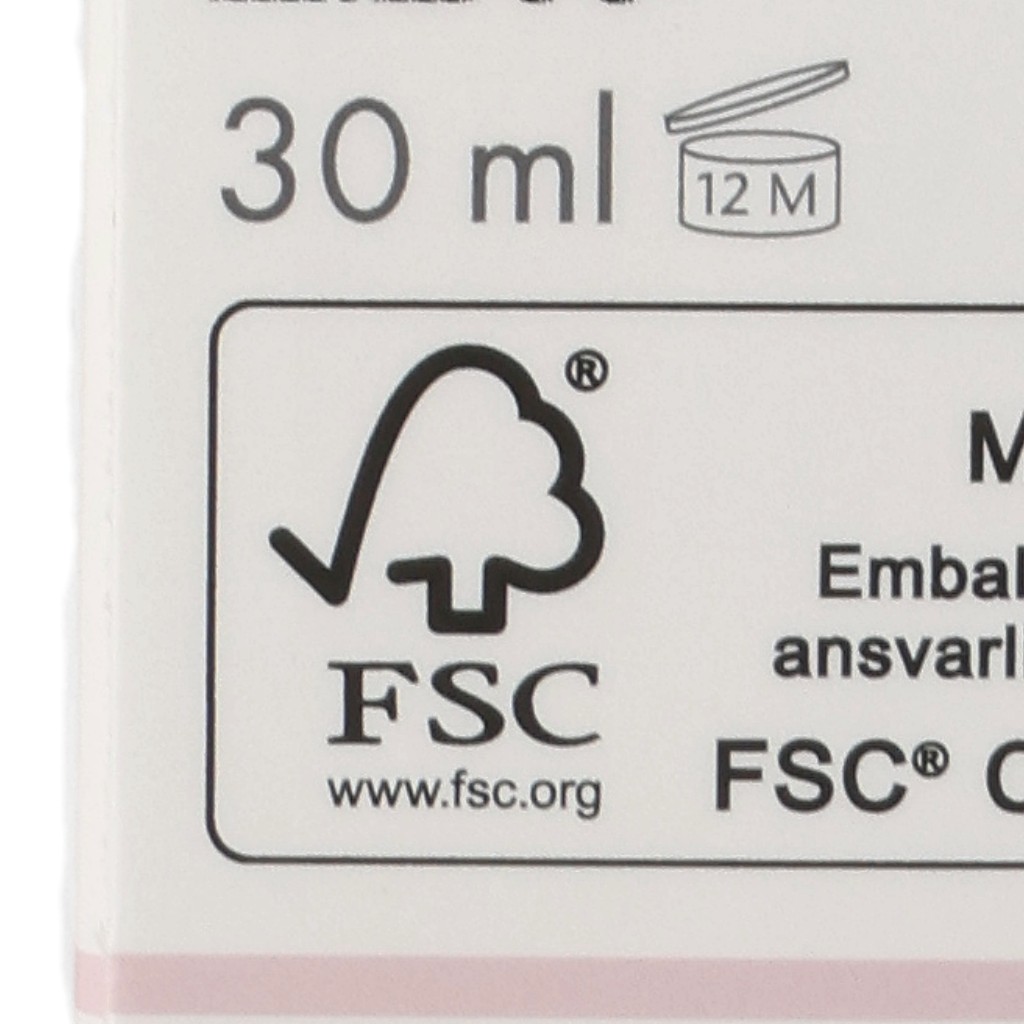 30 ml 12 M
®
FSC
www.fsc.org
M
Embal
ansvarli
FSC® C